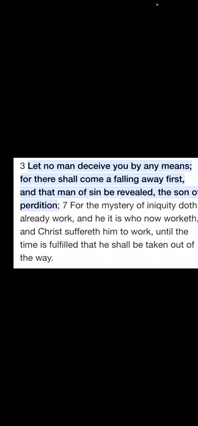 3 Let no man deceive you by any means;
for there shall come a falling away first,
and that man of sin be revealed, the son of
perdition; 7 For the mystery of iniquity doth
already work, and he it is who now worketh,
and Christ suffereth him to work, until the
time is fulfilled that he shall be taken out of
the way.